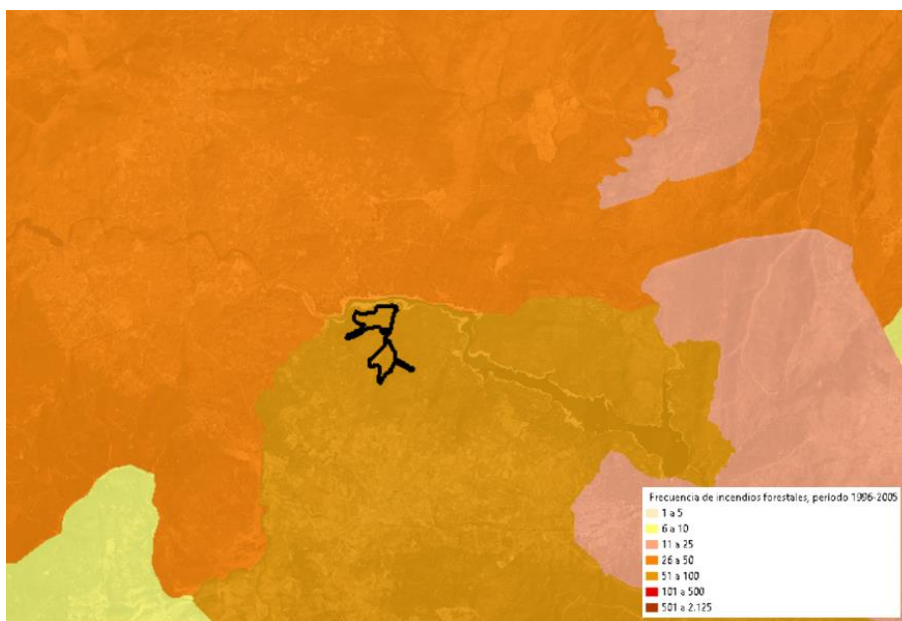 Frecuencia de incendios forestales, período 1996-2005
1 a 5
6 a 10
11 a 25
26 a 50
51 a 100
101 a 500
501 a 2.125